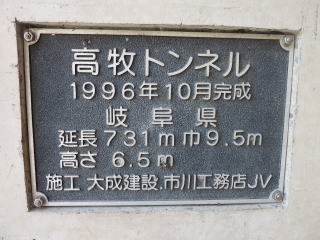 高牧トンネル
1996年10月完成
岐阜県
延長731m巾9.5m
高さ 6.5m
施工 大成建設.市川工務店JV